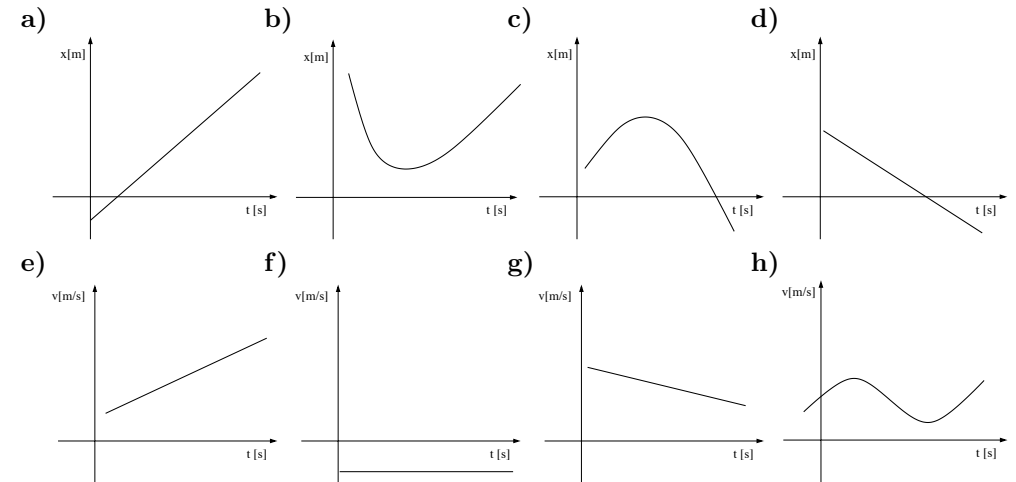 a) b) c) d)
x[m] x[m] x[m] x[m]
t [s] t [s] t [s] t [s]
e) f) g) h)
v[m/s] v[m/s] v[m/s] v[m/s]
t [s] t [s] t [s] t [s]